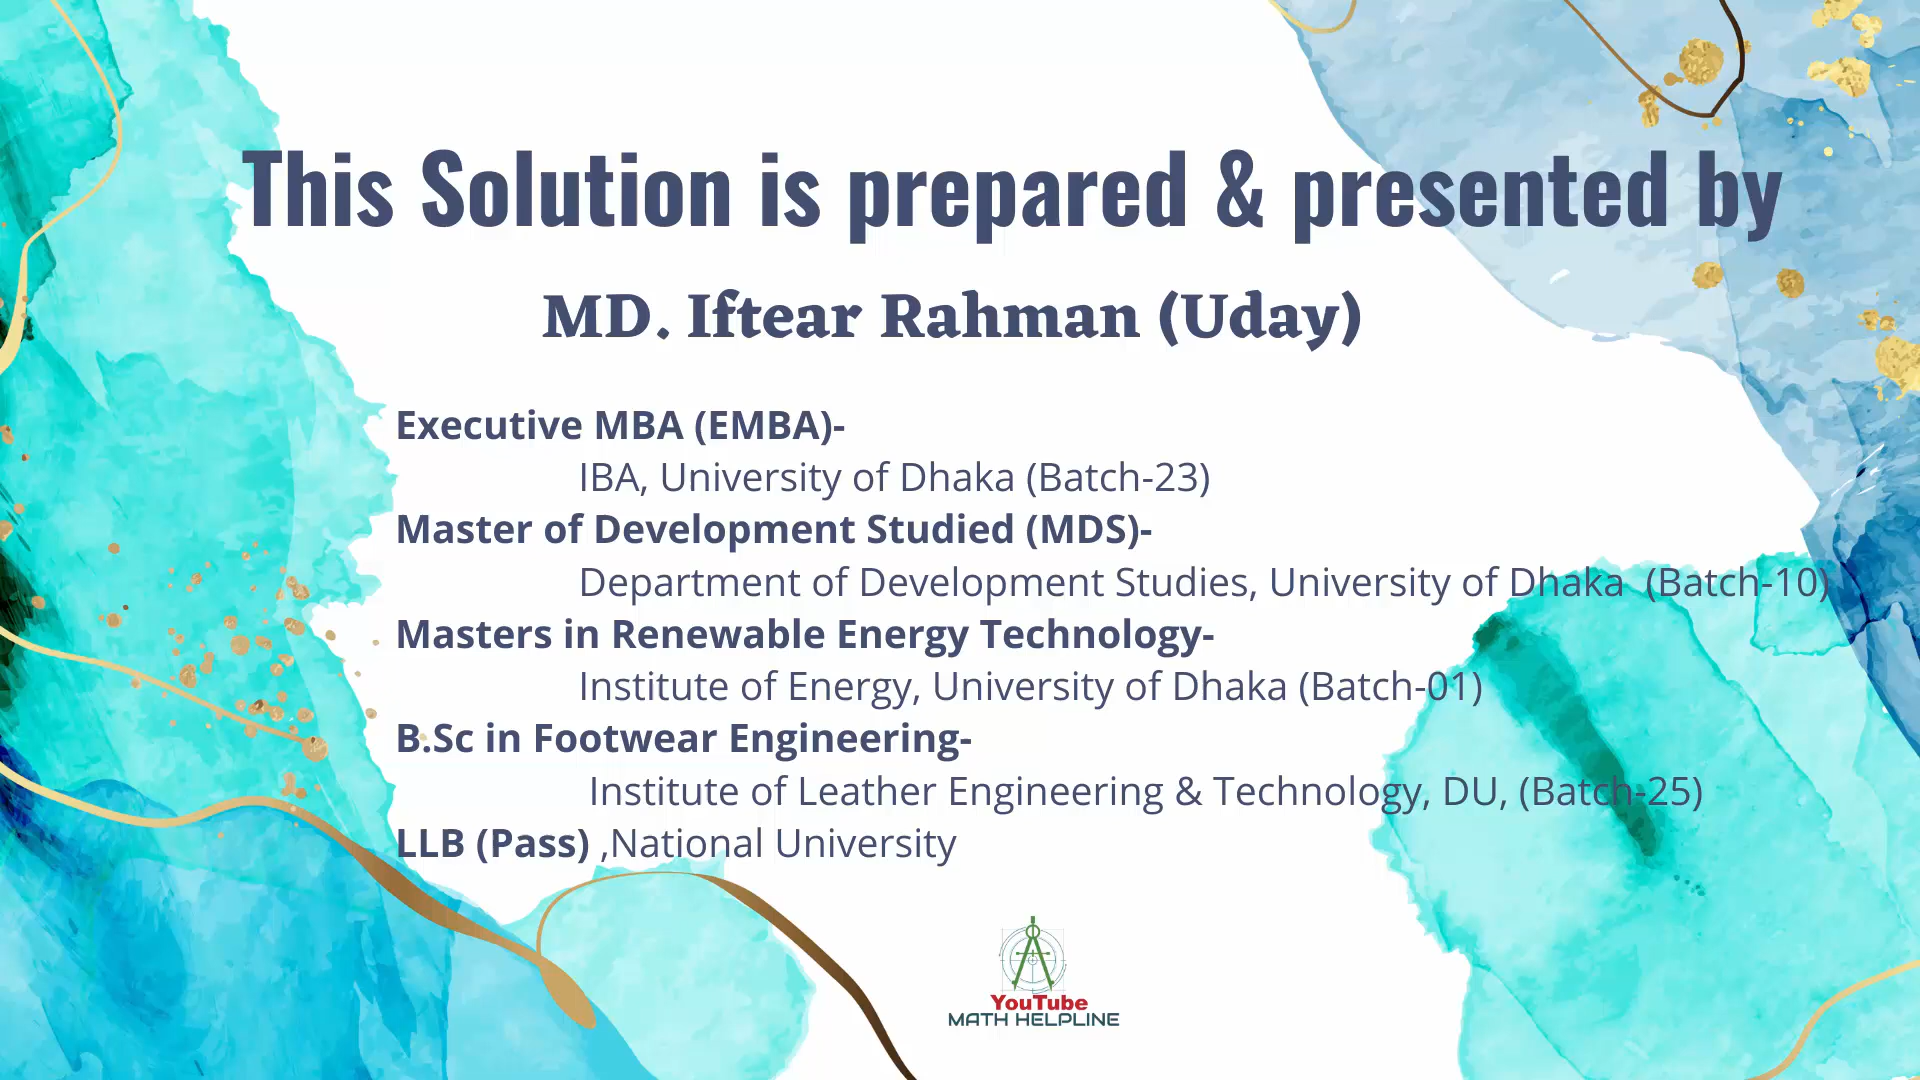 This Solution is prepared & presented by
MD. Iftear Rahman (Uday)
Executive MBA (EMBA)-
IBA, University of Dhaka (Batch-23)
Master of Development Studied (MDS)-
Department of Development Studies, University of Dhaka (Batch-10)
Masters in Renewable Energy Technology-
Institute of Energy, University of Dhaka (Batch-01)
B.Sc in Footwear Engineering-
Institute of Leather Engineering & Technology, DU, (Batch-25)
LLB (Pass) ,National University
YouTube
MATH HELPLINE